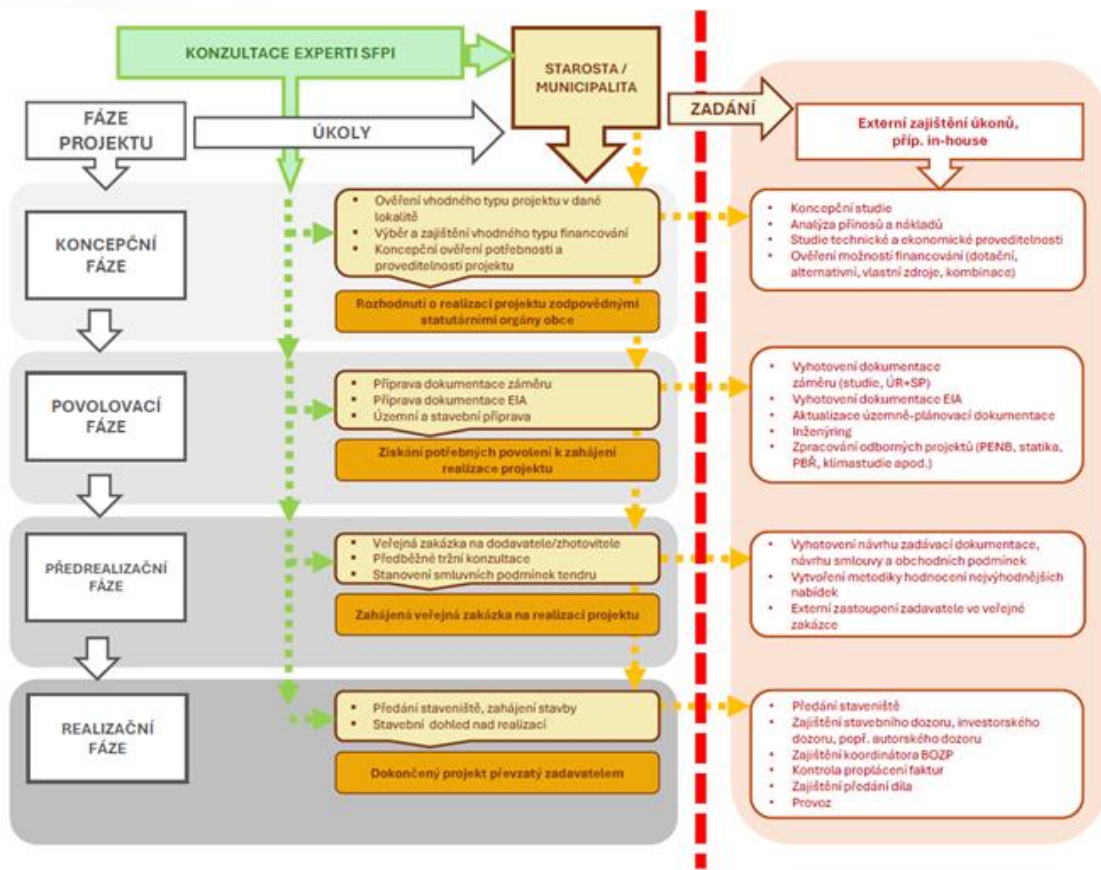 KONZULTACE EXPERTI SFPI
STAROSTA /
MUNICIPALITA
FÁZE
PROJEKTU
ÚKOLY
ZADÁNÍ
Externí zajištění úkonů,
příp. in-house
KONCEPČNÍ
FÁZE
▪ Ověření vhodného typu projektu v dané
lokalitě
▪ Výběr a zajištění vhodného typu financování
▪ Koncepční ověření potřebnosti a
proveditelnosti projektu
Rozhodnutí o realizaci projektu zodpovědnými
statutárními orgány obce
• Koncepční studie
• Analýza přínosů a nákladů
• Studie technické a ekonomické proveditelnosti
• Ověření možností financování (dotační,
alternativní, vlastní zdroje, kombinace)
POVOLOVACÍ
FÁZE
▪ Příprava dokumentace záměru
▪ Příprava dokumentace EIA
▪ Územní a stavební příprava
Získání potřebných povolení k zahájení
realizace projektu
• Vyhotovení dokumentace
záměru (studie, ÚR+SP)
• Vyhotovení dokumentace EIA
• Aktualizace územně-plánovací dokumentace
• Inženýring
• Zpracování odborných projektů (PENB, statika,
PBŘ, klimastudie apod.)
PŘEDREALIZAČNÍ
FÁZE
▪ Veřejná zakázka na dodavatele/zhotovitele
▪ Předběžné tržní konzultace
▪ Stanovení smluvních podmínek tendru
Zahájená veřejná zakázka na realizaci projektu
• Vyhotovení návrhu zadávací dokumentace,
návrhu smlouvy a obchodních podmínek
• Vytvoření metodiky hodnocení nejvýhodnějších
nabídek
• Externí zastoupení zadavatele ve veřejné
zakázce
REALIZAČNÍ
FÁZE
▪ Předání staveniště, zahájení stavby
▪ Stavební dohled nad realizací
Dokončený projekt převzatý zadavatelem
• Předání staveniště
• Zajištění stavebního dozoru, investorského
dozoru, popř. autorského dozoru
• Zajištění koordinátora BOZP
• Kontrola proplácení faktur
• Zajištění předání díla
• Provoz